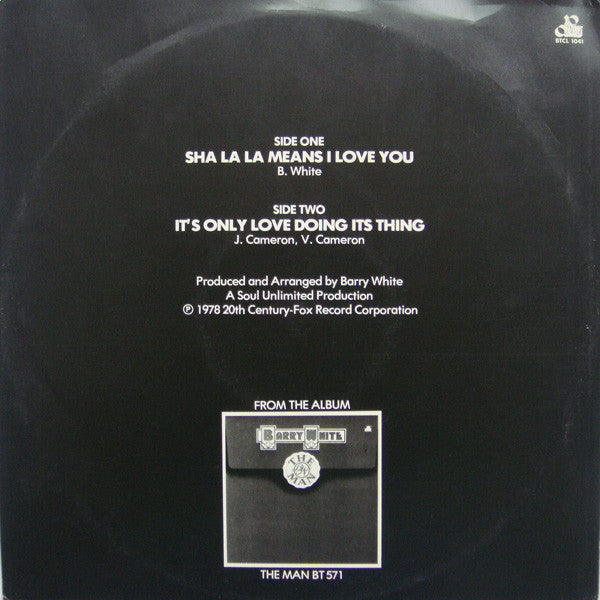 BTCL 1041
SIDE ONE
SHA LA LA MEANS I LOVE YOU
B. White
SIDE TWO
IT'S ONLY LOVE DOING ITS THING
J. Cameron, V. Cameron
Produced and Arranged by Barry White
A Soul Unlimited Production
℗ 1978 20th Century-Fox Record Corporation
FROM THE ALBUM
BARRY WHITE
THE MAN
THE MAN BT 571